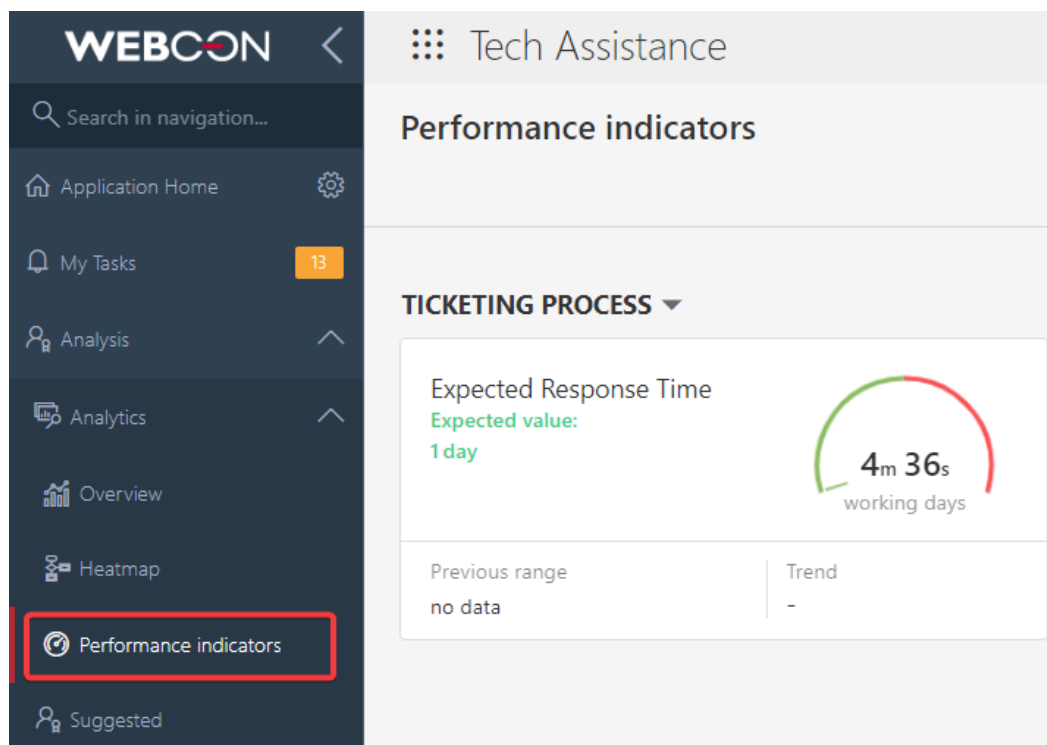 WEBCON
Search in navigation...
Application Home
My Tasks
13
Analysis
Analytics
Overview
Heatmap
Performance indicators
Suggested
Tech Assistance
Performance indicators
TICKETING PROCESS
Expected Response Time
Expected value:
1 day
4m 36s
working days
Previous range
no data
Trend
-